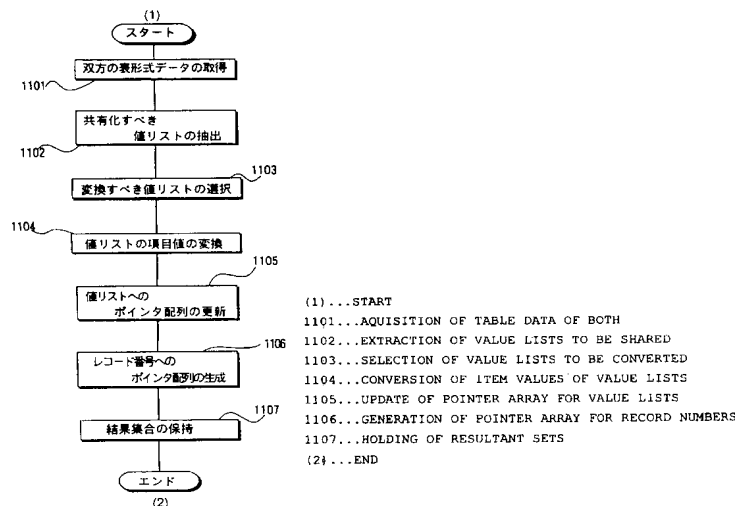 (1)
スタート
双方の表形式データの取得
1101
共有化すべき
値リストの抽出
1102
1103
変換すべき値リストの選択
1104
値リストの項目値の変換
1105
値リストへの
ポインタ配列の更新
1106
レコード番号への
ポインタ配列の生成
1107
結果集合の保持
エンド
(2)
(1)...START
1101...AQUISITION OF TABLE DATA OF BOTH
1102...EXTRACTION OF VALUE LISTS TO BE SHARED
1103...SELECTION OF VALUE LISTS TO BE CONVERTED
1104...CONVERSION OF ITEM VALUES OF VALUE LISTS
1105...UPDATE OF POINTER ARRAY FOR VALUE LISTS
1106...GENERATION OF POINTER ARRAY FOR RECORD NUMBERS
1107...HOLDING OF RESULTANT SETS
(2)...END